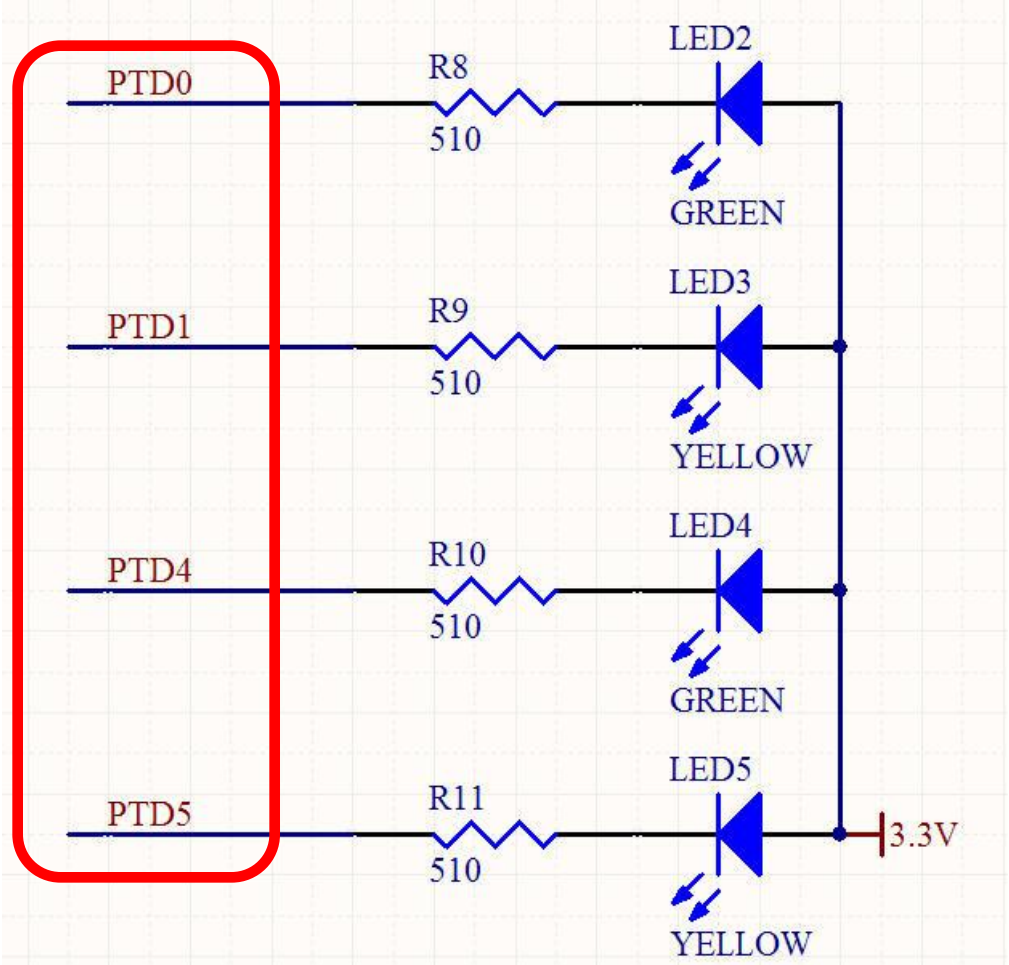 LED2
PTD0
R8
510
GREEN
LED3
PTD1
R9
510
YELLOW
LED4
PTD4
R10
510
GREEN
LED5
PTD5
R11
510
3.3V
YELLOW